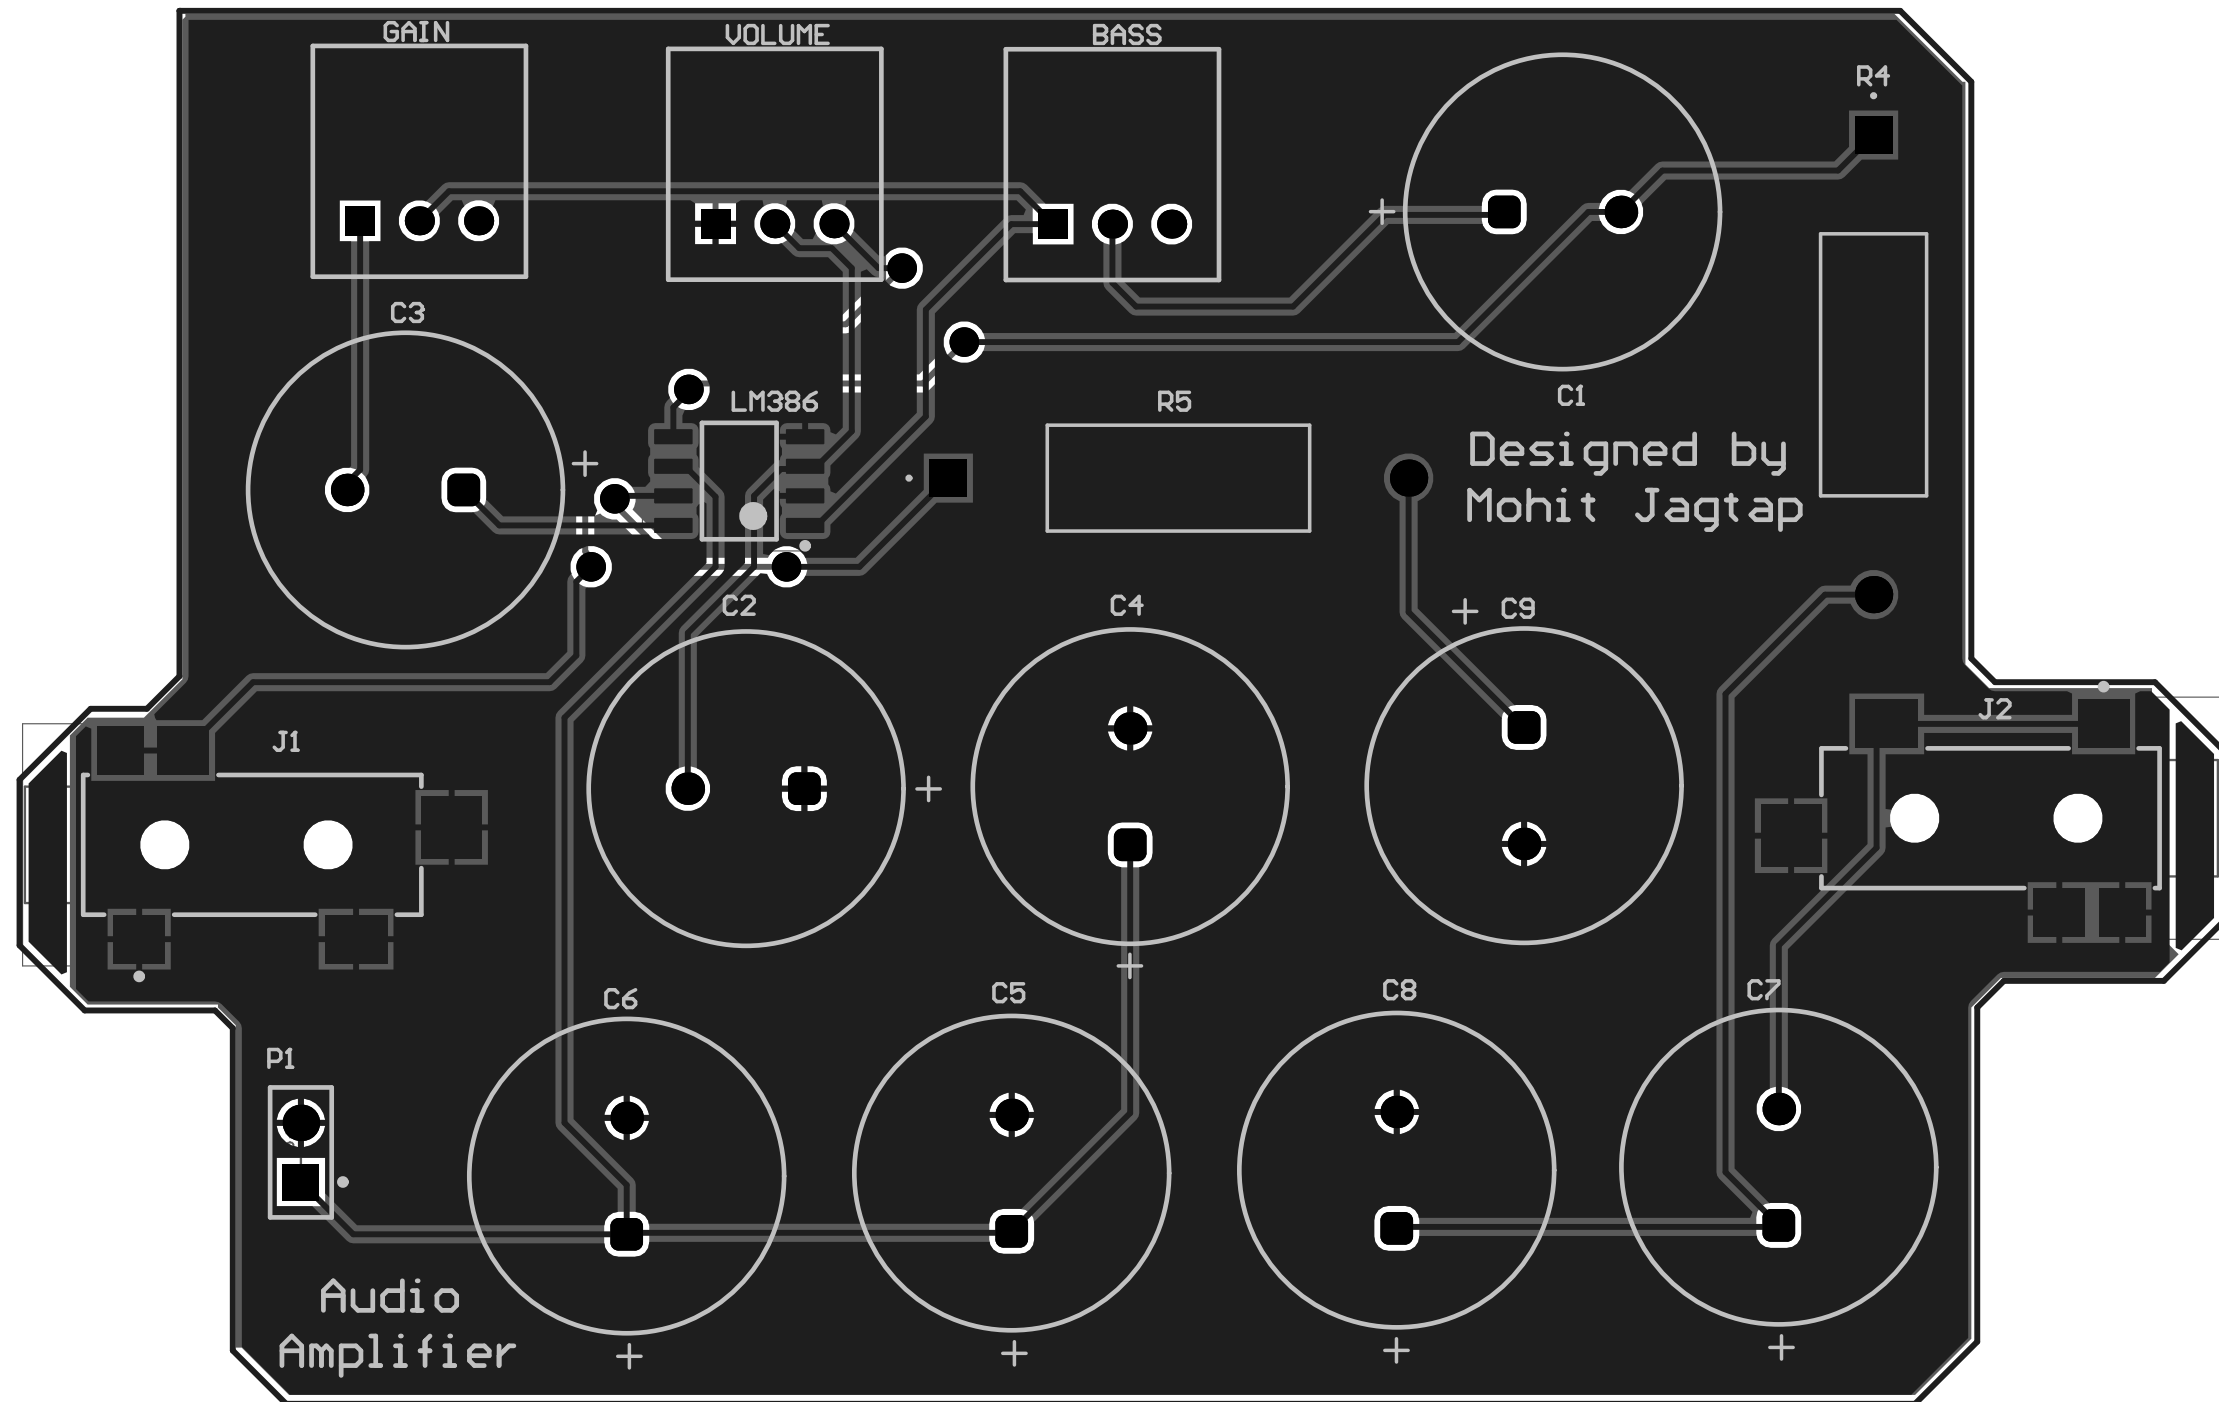 GAIN
VOLUME
BASS
R4
C3
LM386
R5
C1
Designed by
Mohit Jagtap
C2
C4
C9
J1
J2
C6
C5
C8
C7
P1
Audio
Amplifier